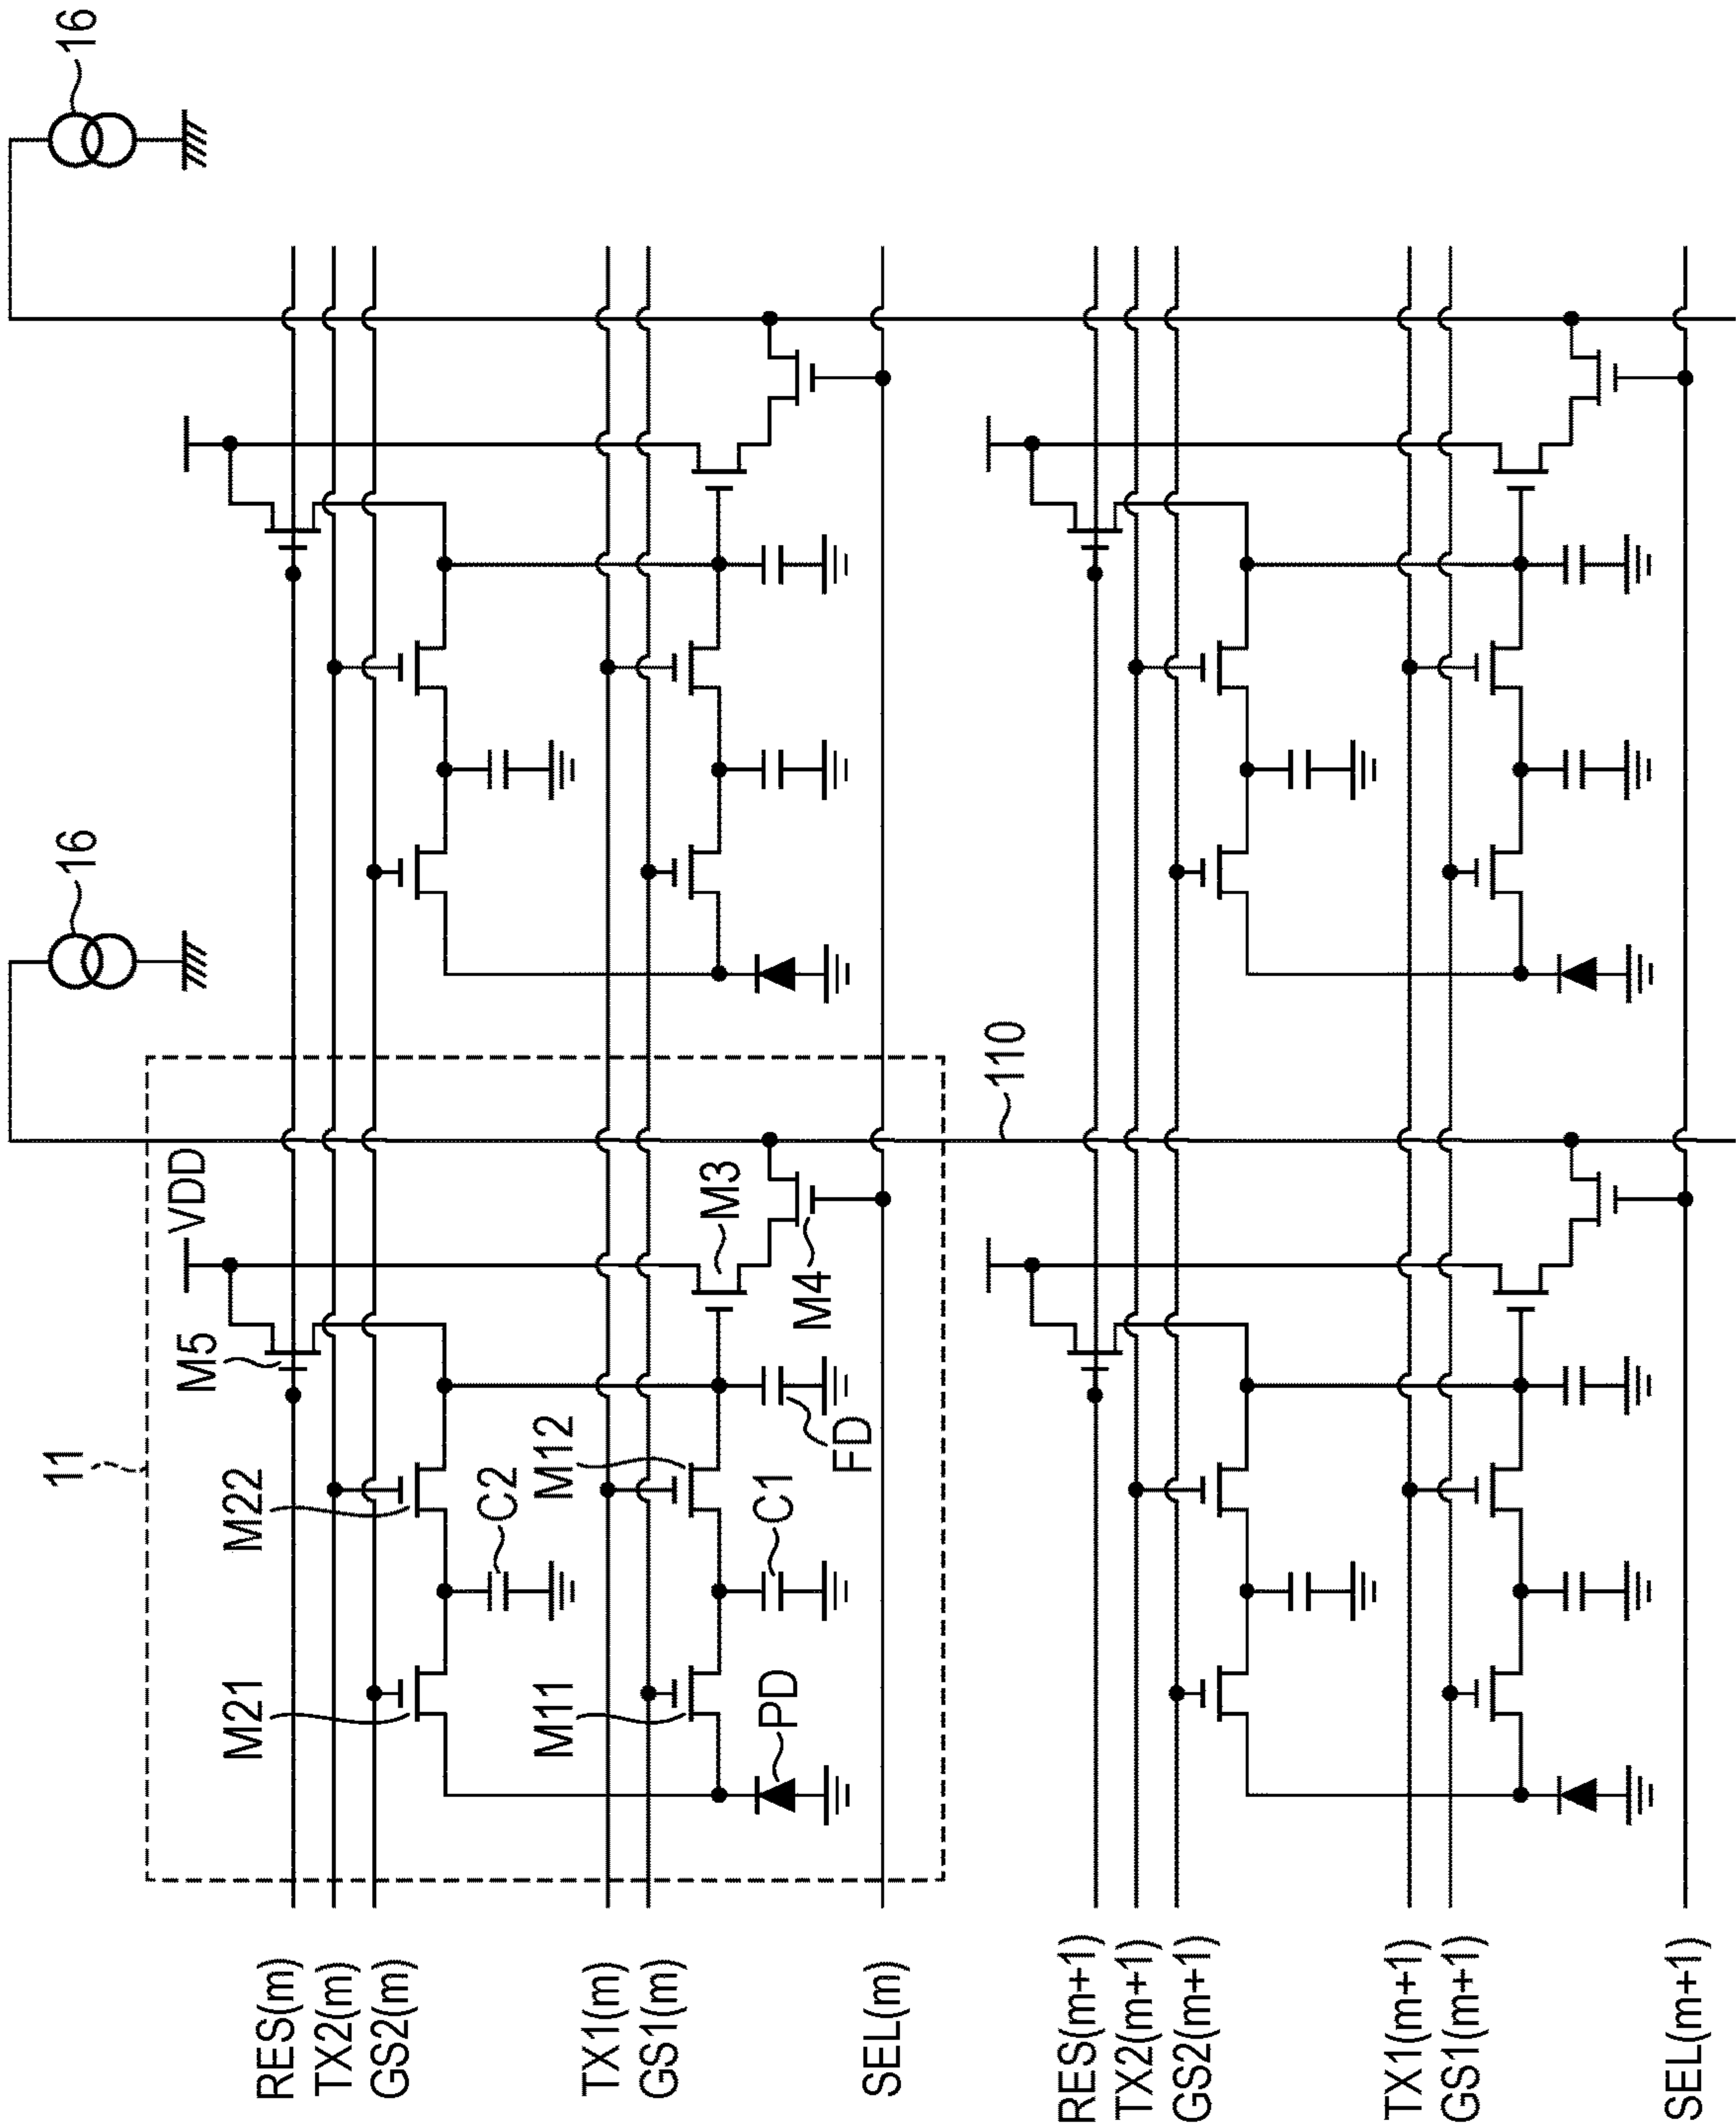 16
16
11
VDD
M5
M22
M21
C2
M12
M11
C1
M3
M4
FD
PD
110
RES(m)
TX2(m)
GS2(m)
TX1(m)
GS1(m)
SEL(m)
RES(m+1)
TX2(m+1)
GS2(m+1)
TX1(m+1)
GS1(m+1)
SEL(m+1)